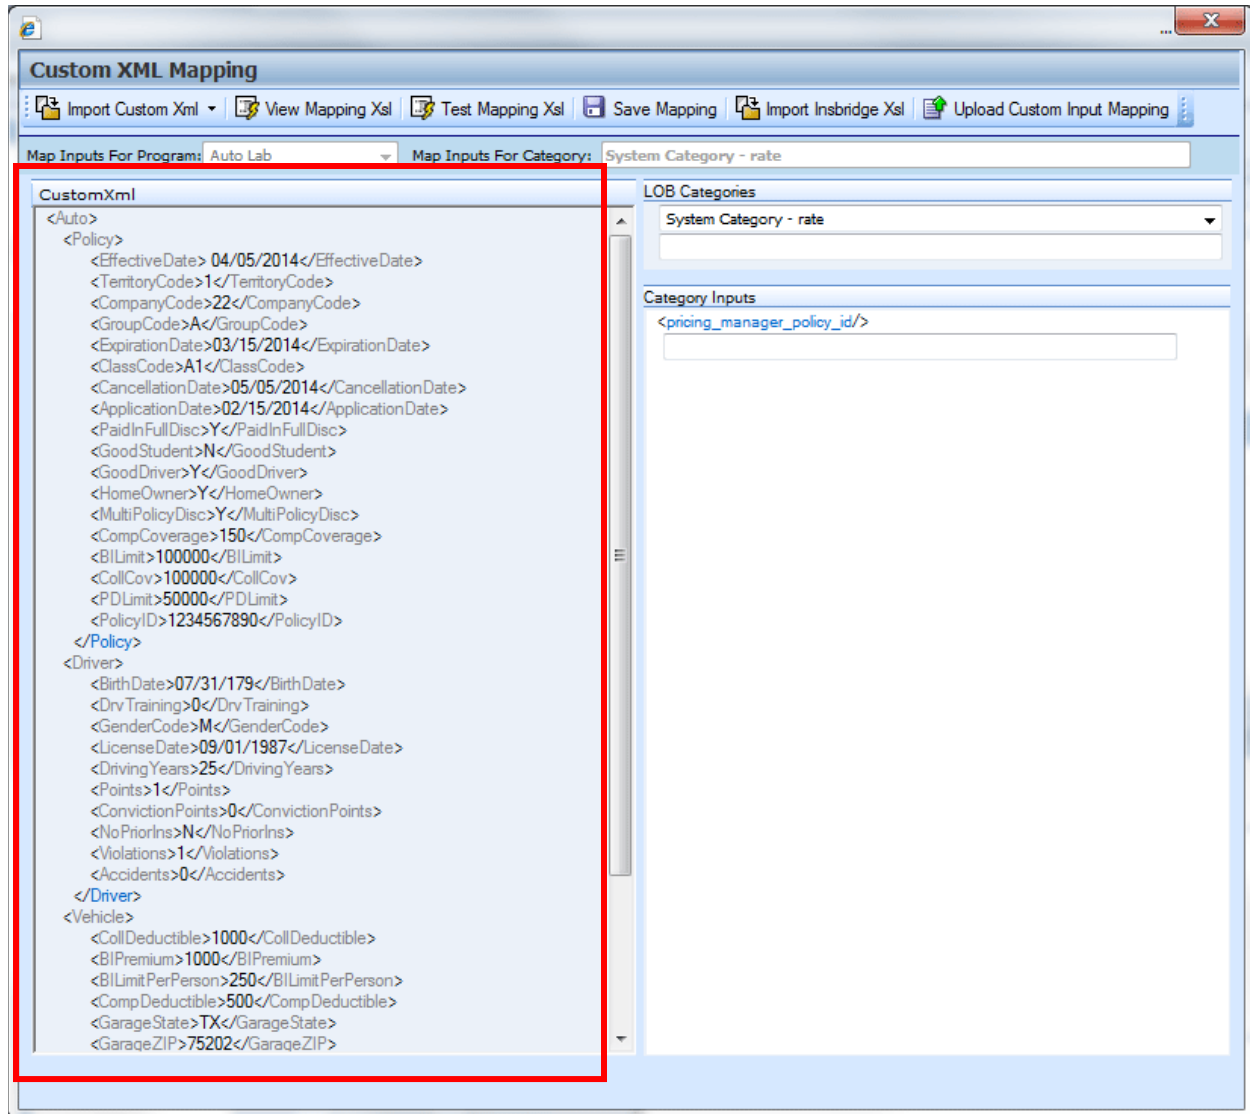 ...
Custom XML Mapping
Import Custom Xml View Mapping Xsl Test Mapping Xsl Save Mapping Import Insbridge Xsl Upload Custom Input Mapping
Map Inputs For Program: Auto Lab Map Inputs For Category: System Category - rate
CustomXml
<Auto>
<Policy>
<EffectiveDate> 04/05/2014</EffectiveDate>
<TerritoryCode>1</TerritoryCode>
<CompanyCode>22</CompanyCode>
<GroupCode>A</GroupCode>
<ExpirationDate>03/15/2014</ExpirationDate>
<ClassCode>A1</ClassCode>
<CancellationDate>05/05/2014</CancellationDate>
<ApplicationDate>02/15/2014</ApplicationDate>
<PaidInFullDisc>Y</PaidInFullDisc>
<GoodStudent>N</GoodStudent>
<GoodDriver>Y</GoodDriver>
<HomeOwner>Y</HomeOwner>
<MultiPolicyDisc>Y</MultiPolicyDisc>
<CompCoverage>150</CompCoverage>
<BILimit>100000</BILimit>
<CollCov>100000</CollCov>
<PDLimit>50000</PDLimit>
<PolicyID>1234567890</PolicyID>
</Policy>
<Driver>
<BirthDate>07/31/179</BirthDate>
<DrvTraining>0</DrvTraining>
<GenderCode>M</GenderCode>
<LicenseDate>09/01/1987</LicenseDate>
<DrivingYears>25</DrivingYears>
<Points>1</Points>
<ConvictionPoints>0</ConvictionPoints>
<NoPriorIns>N</NoPriorIns>
<Violations>1</Violations>
<Accidents>0</Accidents>
</Driver>
<Vehicle>
<CollDeductible>1000</CollDeductible>
<BIPremium>1000</BIPremium>
<BILimitPerPerson>250</BILimitPerPerson>
<CompDeductible>500</CompDeductible>
<GarageState>TX</GarageState>
<GarageZIP>75202</GarageZIP>
LOB Categories
System Category - rate
Category Inputs
<pricing_manager_policy_id/>